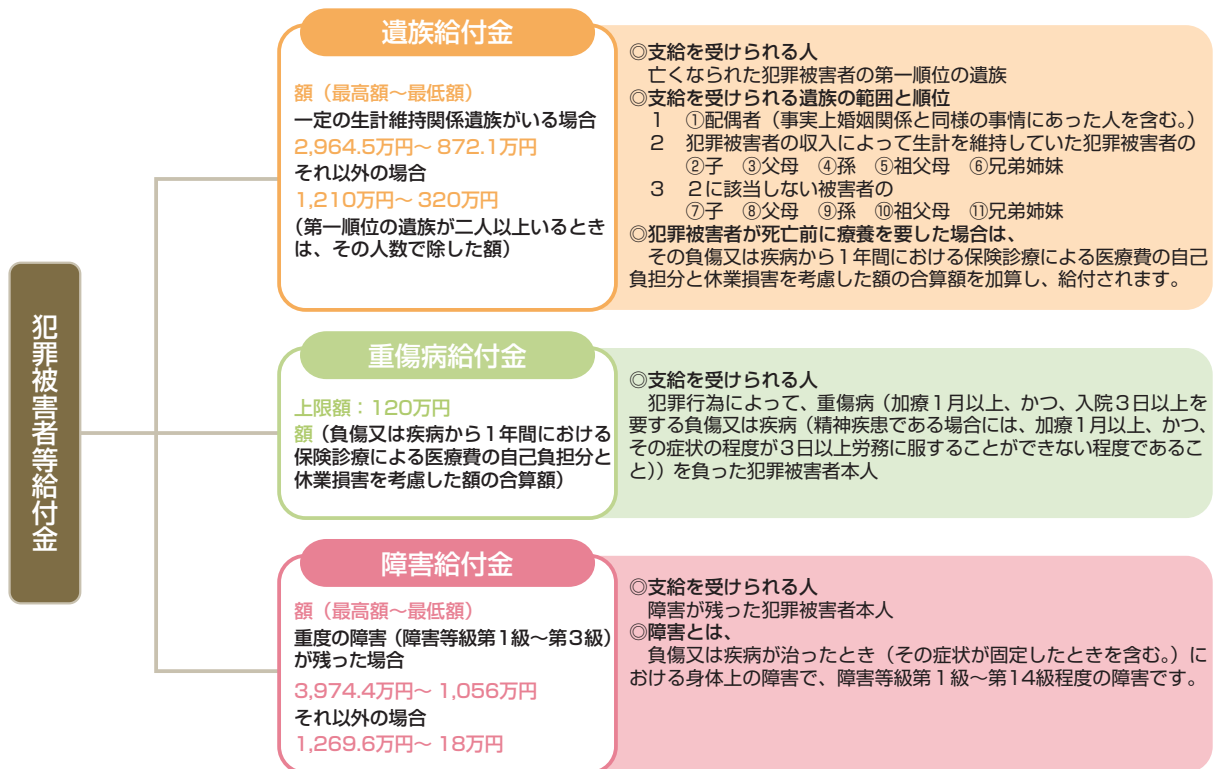 犯罪被害者等給付金
遺族給付金
額（最高額～最低額）
一定の生計維持関係遺族がいる場合
2,964.5万円～ 872.1万円
それ以外の場合
1,210万円～ 320万円
（第一順位の遺族が二人以上いるとき
は、その人数で除した額）
◎支給を受けられる人
亡くなられた犯罪被害者の第一順位の遺族
◎支給を受けられる遺族の範囲と順位
1　①配偶者（事実上婚姻関係と同様の事情にあった人を含む。）
2　犯罪被害者の収入によって生計を維持していた犯罪被害者の
②子　③父母　④孫　⑤祖父母　⑥兄弟姉妹
3　2に該当しない被害者の
⑦子　⑧父母　⑨孫　⑩祖父母　⑪兄弟姉妹
◎犯罪被害者が死亡前に療養を要した場合は、
その負傷又は疾病から1年間における保険診療による医療費の自己
負担分と休業損害を考慮した額の合算額を加算し、給付されます。
重傷病給付金
上限額：120万円
額（負傷又は疾病から1年間における
保険診療による医療費の自己負担分と
休業損害を考慮した額の合算額）
◎支給を受けられる人
犯罪行為によって、重傷病（加療1月以上、かつ、入院3日以上を
要する負傷又は疾病（精神疾患である場合には、加療1月以上、かつ、
その症状の程度が3日以上労務に服することができない程度であるこ
と））を負った犯罪被害者本人
障害給付金
額（最高額～最低額）
重度の障害（障害等級第1級～第3級）
が残った場合
3,974.4万円～ 1,056万円
それ以外の場合
1,269.6万円～ 18万円
◎支給を受けられる人
障害が残った犯罪被害者本人
◎障害とは、
負傷又は疾病が治ったとき（その症状が固定したときを含む。）に
おける身体上の障害で、障害等級第1級～第14級程度の障害です。